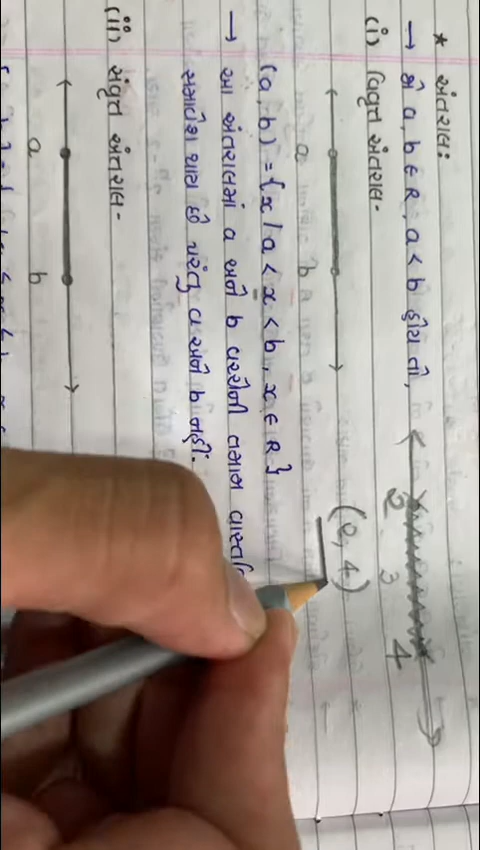 * અંતરાલ:
→ જો a, b ∈ R, a < b હોય તો,
(i) વિવૃત અંતરાલ.-
a b
2 3 4
(2, 4)
(a, b) = {x / a < x < b, x ∈ R}
→ આ અંતરાલમાં a અને b વચ્ચેની તમામ
સમાવેશ થાય છે પરંતુ a અને b નહીં.
(ii) સંવૃત અંતરાલ -
a b